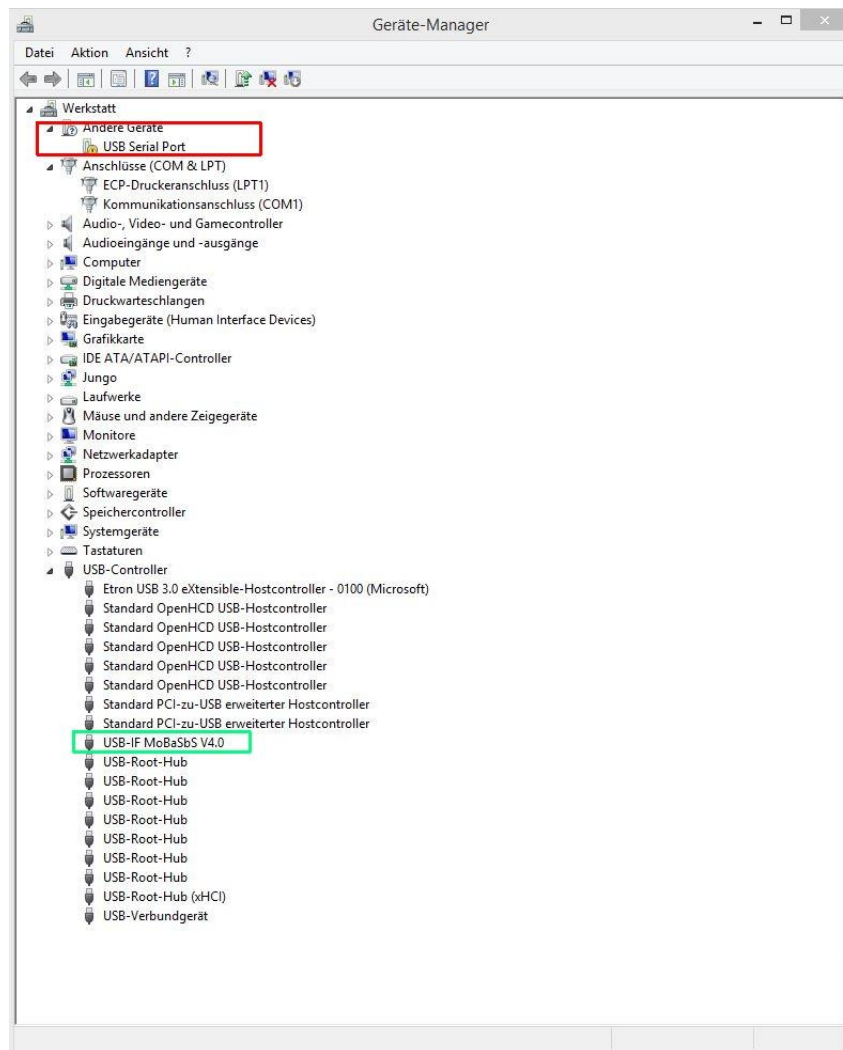 Geräte-Manager
Datei Aktion Ansicht ?
Werkstatt
Andere Geräte
USB Serial Port
Anschlüsse (COM & LPT)
ECP-Druckeranschluss (LPT1)
Kommunikationsanschluss (COM1)
Audio-, Video- und Gamecontroller
Audioeingänge und -ausgänge
Computer
Digitale Mediengeräte
Druckwarteschlangen
Eingabegeräte (Human Interface Devices)
Grafikkarte
IDE ATA/ATAPI-Controller
Jungo
Laufwerke
Mäuse und andere Zeigegeräte
Monitore
Netzwerkadapter
Prozessoren
Softwaregeräte
Speichercontroller
Systemgeräte
Tastaturen
USB-Controller
Etron USB 3.0 eXtensible-Hostcontroller - 0100 (Microsoft)
Standard OpenHCD USB-Hostcontroller
Standard OpenHCD USB-Hostcontroller
Standard OpenHCD USB-Hostcontroller
Standard OpenHCD USB-Hostcontroller
Standard OpenHCD USB-Hostcontroller
Standard PCI-zu-USB erweiterter Hostcontroller
Standard PCI-zu-USB erweiterter Hostcontroller
USB-IF MoBaSbS V4.0
USB-Root-Hub
USB-Root-Hub
USB-Root-Hub
USB-Root-Hub
USB-Root-Hub
USB-Root-Hub
USB-Root-Hub
USB-Root-Hub (xHCI)
USB-Verbundgerät